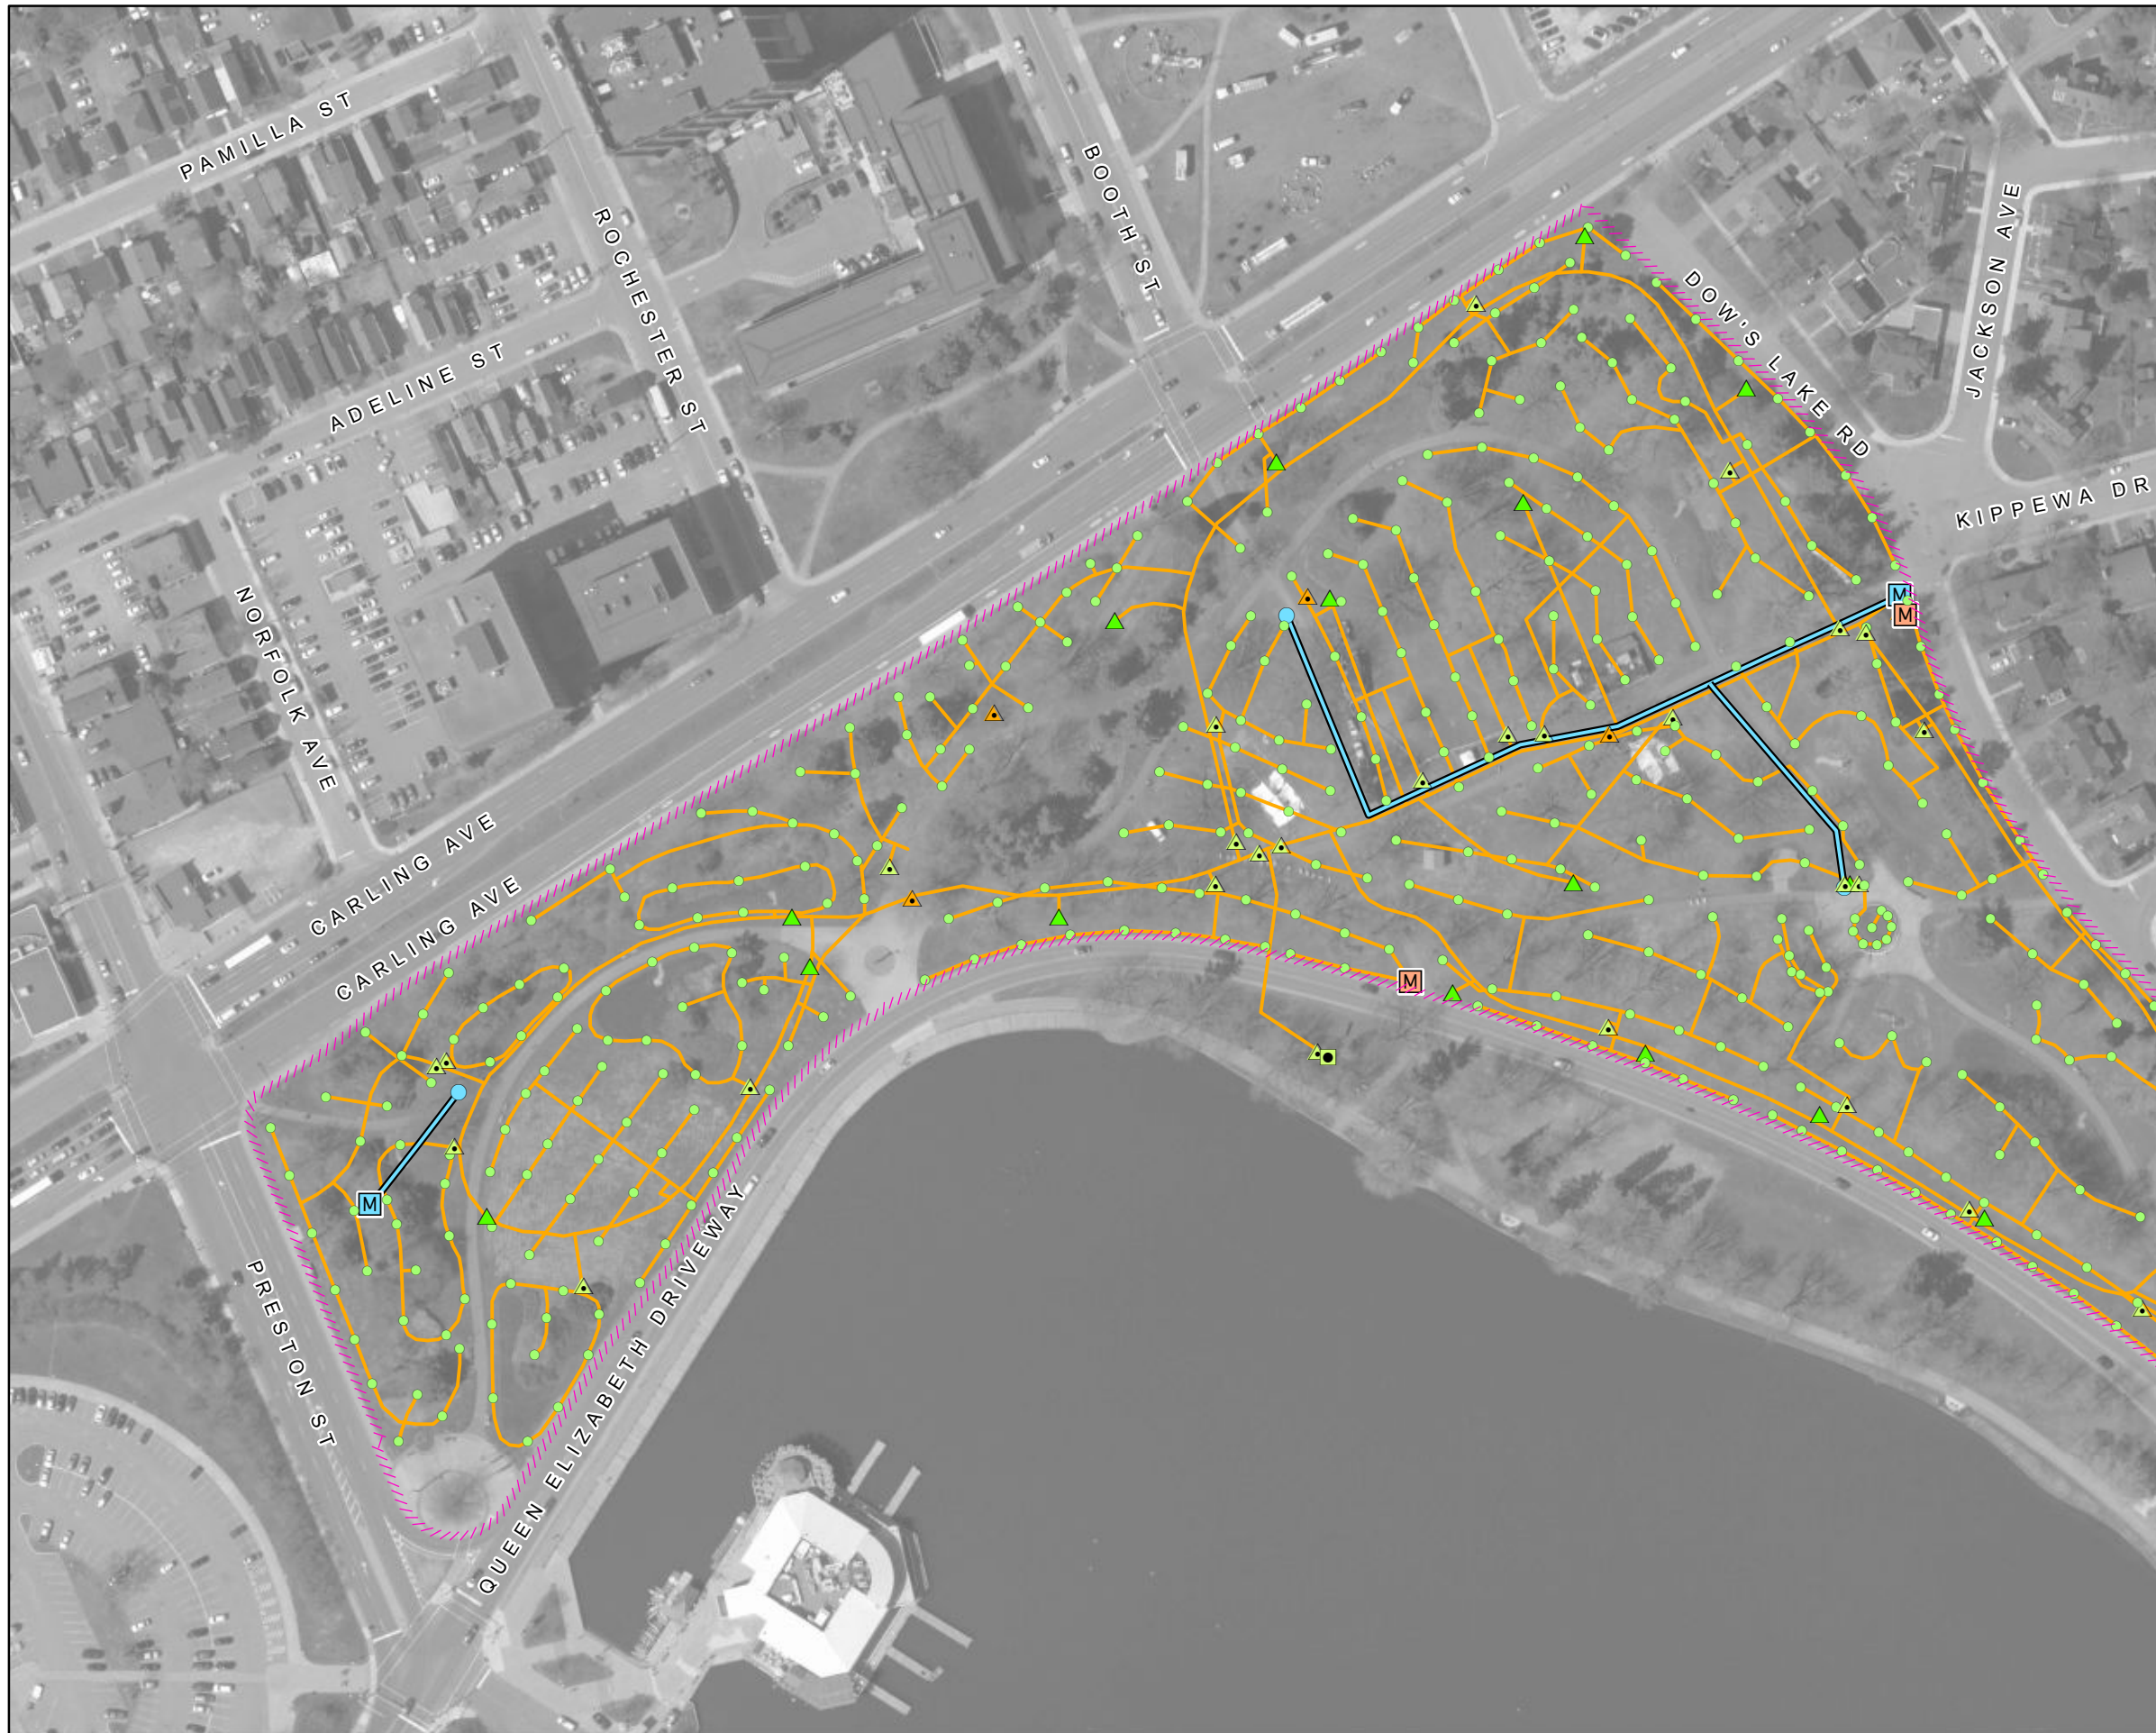 PAMILLA ST
BOOTH ST
ROCHESTER ST
JACKSON AVE
DOW'S LAKE RD
ADELINE ST
KIPPEWA DR
NORFOLK AVE
M
M
CARLING AVE
CARLING AVE
M
M
PRESTON ST
QUEEN ELIZABETH DRIVEWAY